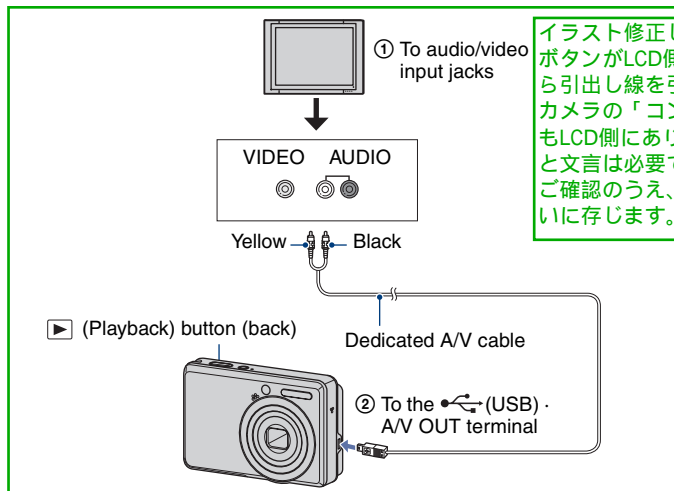 ① To audio/video
input jacks
イラスト修正し
ボタンがLCD側
ら引出し線を引
カメラの「コン
もLCD側にあり
と文言は必要で
ご確認のうえ、
いに存じます。
VIDEO AUDIO
Yellow Black
▶ (Playback) button (back)
Dedicated A/V cable
② To the (USB) ·
A/V OUT terminal